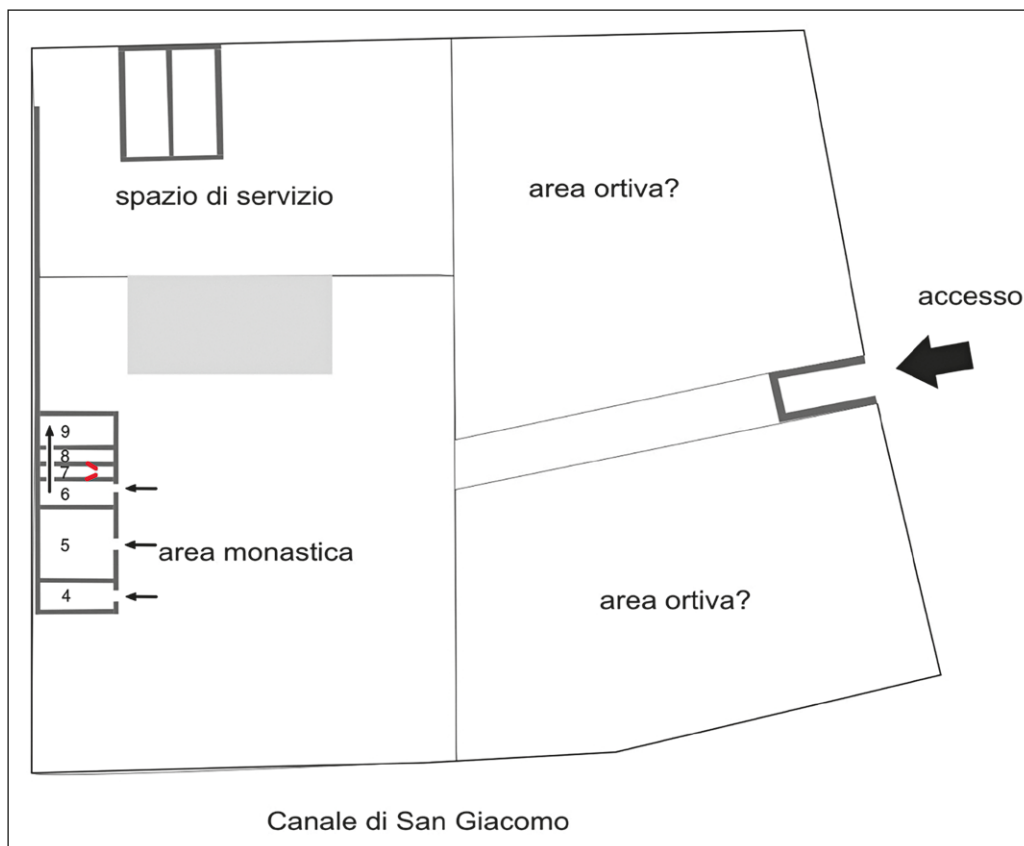 spazio di servizio
area ortiva?
accesso
9
8
7
6
5
area monastica
4
area ortiva?
Canale di San Giacomo